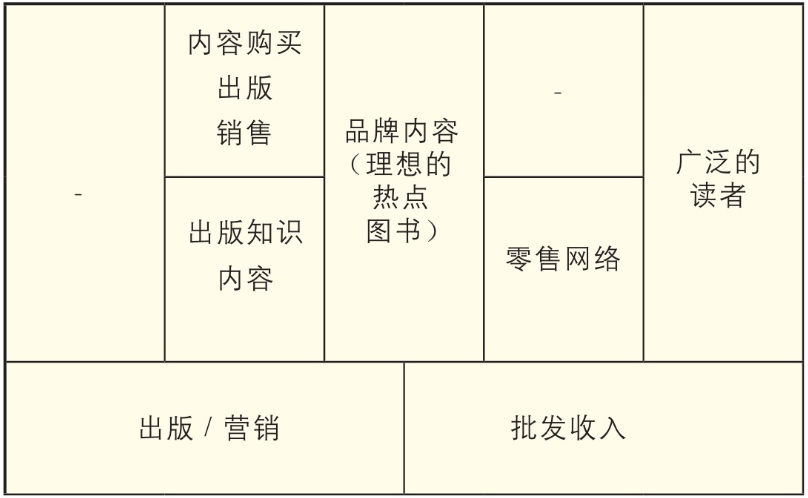 -
内容购买
出版
销售
出版知识
内容
品牌内容
（理想的
热点
图书）
-
零售网络
广泛的
读者
出版 / 营销
批发收入